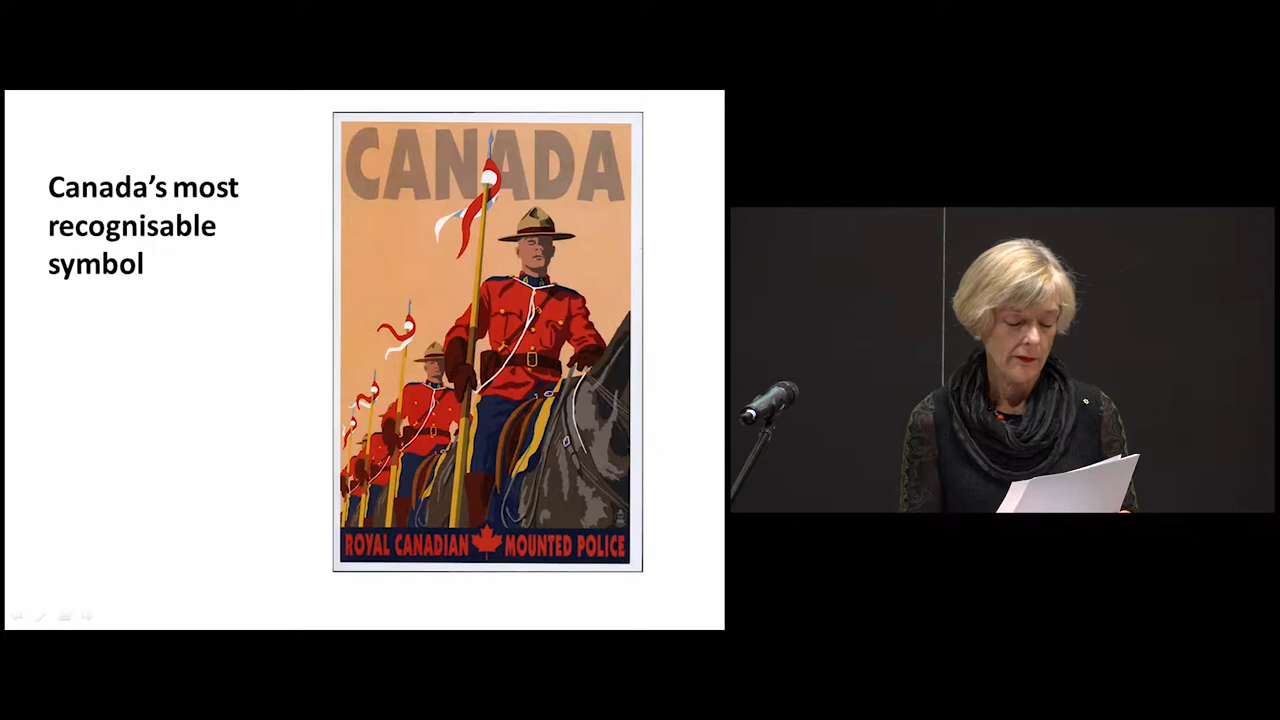 Canada's most
recognisable
symbol
CANADA
ROYAL CANADIAN MOUNTED POLICE